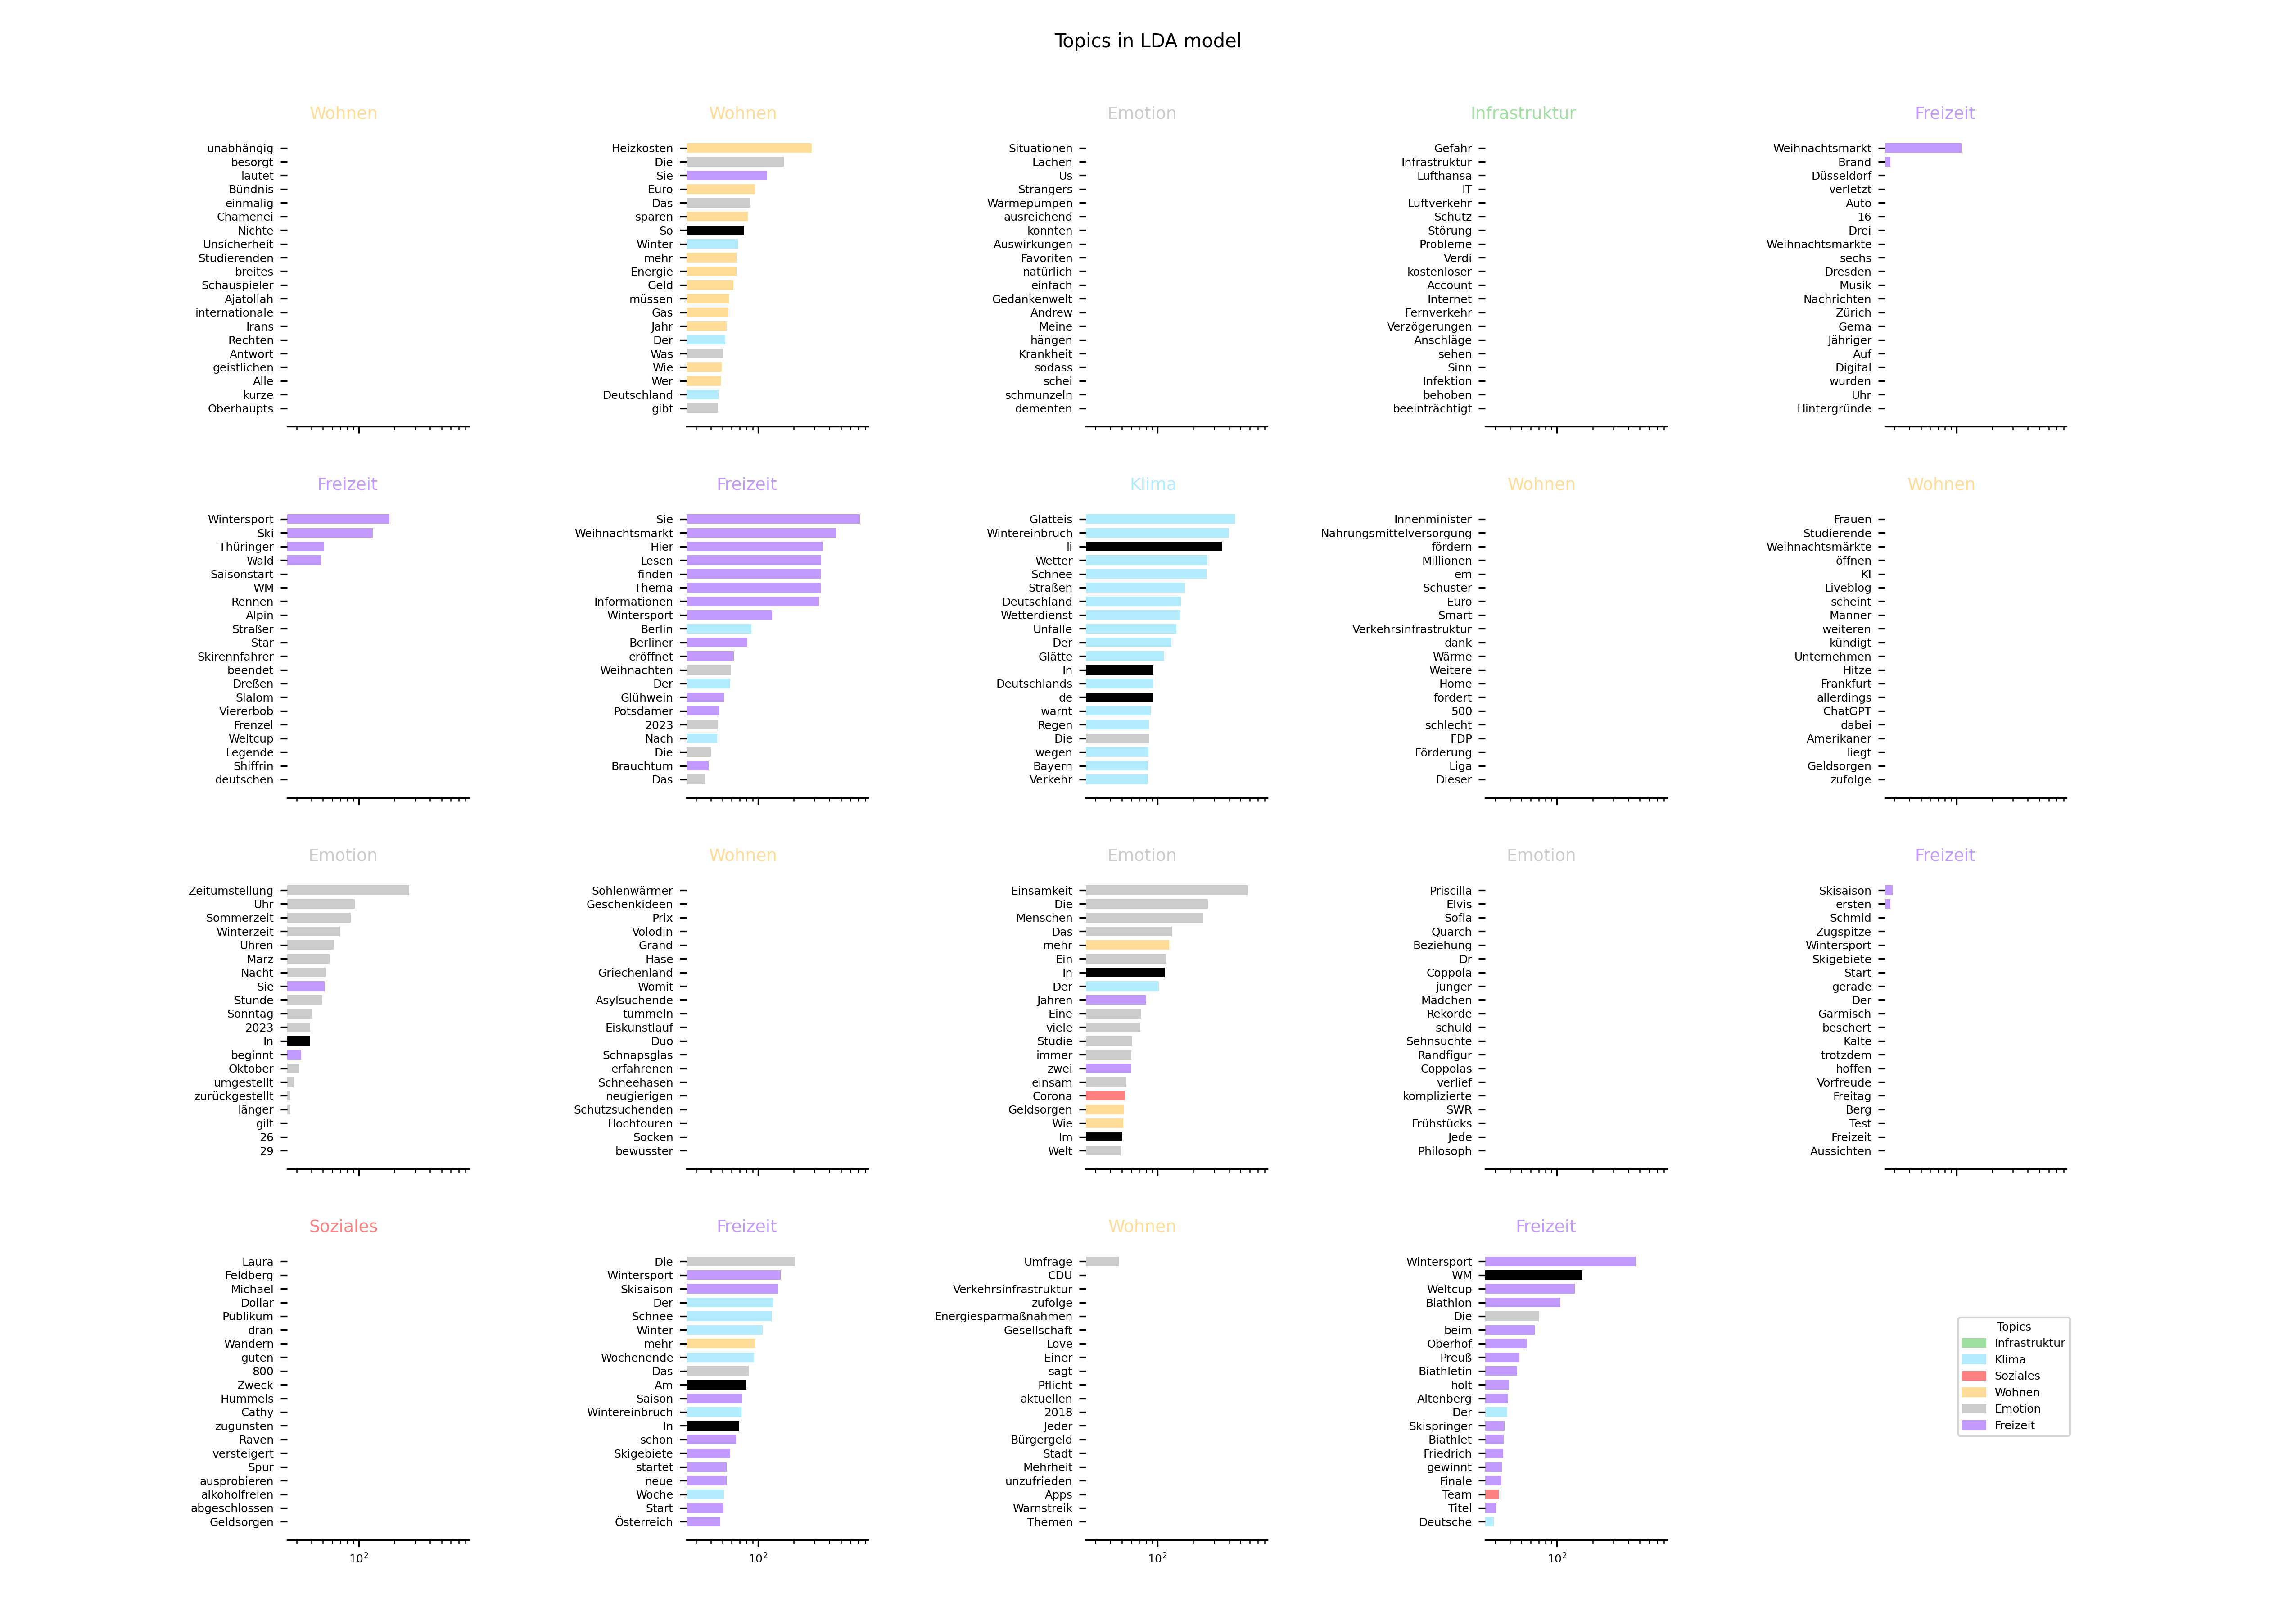 Topics in LDA model
Wohnen
unabhängig
besorgt
lautet
Bündnis
einmalig
Chamenei
Nichte
Unsicherheit
Studierenden
breites
Schauspieler
Ajatollah
internationale
Irans
Rechten
Antwort
geistlichen
Alle
kurze
Oberhaupts
Wohnen
Heizkosten
Die
Sie
Euro
Das
sparen
So
Winter
mehr
Energie
Geld
müssen
Gas
Jahr
Der
Was
Wie
Wer
Deutschland
gibt
Emotion
Situationen
Lachen
Us
Strangers
Wärmepumpen
ausreichend
konnten
Auswirkungen
Favoriten
natürlich
einfach
Gedankenwelt
Andrew
Meine
hängen
Krankheit
sodass
schei
schmunzeln
dementen
Infrastruktur
Gefahr
Infrastruktur
Lufthansa
IT
Luftverkehr
Schutz
Störung
Probleme
Verdi
kostenloser
Account
Internet
Fernverkehr
Verzögerungen
Anschläge
sehen
Sinn
Infektion
behoben
beeinträchtigt
Freizeit
Weihnachtsmarkt
Brand
Düsseldorf
verletzt
Auto
16
Drei
Weihnachtsmärkte
sechs
Dresden
Musik
Nachrichten
Zürich
Gema
Jähriger
Auf
Digital
wurden
Uhr
Hintergründe
Freizeit
Wintersport
Ski
Thüringer
Wald
Saisonstart
WM
Rennen
Alpin
Straßer
Star
Skirennfahrer
beendet
Dreßen
Slalom
Viererbob
Frenzel
Weltcup
Legende
Shiffrin
deutschen
Freizeit
Sie
Weihnachtsmarkt
Hier
Lesen
finden
Thema
Informationen
Wintersport
Berlin
Berliner
eröffnet
Weihnachten
Der
Glühwein
Potsdamer
2023
Nach
Die
Brauchtum
Das
Klima
Glatteis
Wintereinbruch
li
Wetter
Schnee
Straßen
Deutschland
Wetterdienst
Unfälle
Der
Glätte
In
Deutschlands
de
warnt
Regen
Die
wegen
Bayern
Verkehr
Wohnen
Innenminister
Nahrungsmittelversorgung
fördern
Millionen
em
Schuster
Euro
Smart
Verkehrsinfrastruktur
dank
Wärme
Weitere
Home
fordert
500
schlecht
FDP
Förderung
Liga
Dieser
Wohnen
Frauen
Studierende
Weihnachtsmärkte
öffnen
KI
Liveblog
scheint
Männer
weiteren
kündigt
Unternehmen
Hitze
Frankfurt
allerdings
ChatGPT
dabei
Amerikaner
liegt
Geldsorgen
zufolge
Emotion
Zeitumstellung
Uhr
Sommerzeit
Winterzeit
Uhren
März
Nacht
Sie
Stunde
Sonntag
2023
In
beginnt
Oktober
umgestellt
zurückgestellt
länger
gilt
26
29
Wohnen
Sohlenwärmer
Geschenkideen
Prix
Volodin
Grand
Hase
Griechenland
Womit
Asylsuchende
tummeln
Eiskunstlauf
Duo
Schnapsglas
erfahrenen
Schneehasen
neugierigen
Schutzsuchenden
Hochtouren
Socken
bewusster
Emotion
Einsamkeit
Die
Menschen
Das
mehr
Ein
In
Der
Jahren
Eine
viele
Studie
immer
zwei
einsam
Corona
Geldsorgen
Wie
Im
Welt
Emotion
Priscilla
Elvis
Sofia
Quarch
Beziehung
Dr
Coppola
junger
Mädchen
Rekorde
schuld
Sehnsüchte
Randfigur
Coppolas
verlief
komplizierte
SWR
Frühstücks
Jede
Philosoph
Freizeit
Skisaison
ersten
Schmid
Zugspitze
Wintersport
Skigebiete
Start
gerade
Der
Garmisch
beschert
Kälte
trotzdem
hoffen
Vorfreude
Freitag
Berg
Test
Freizeit
Aussichten
Soziales
Laura
Feldberg
Michael
Dollar
Publikum
dran
Wandern
guten
800
Zweck
Hummels
Cathy
zugunsten
Raven
versteigert
Spur
ausprobieren
alkoholfreien
abgeschlossen
Geldsorgen
10²
Freizeit
Die
Wintersport
Skisaison
Der
Schnee
Winter
mehr
Wochenende
Das
Am
Saison
Wintereinbruch
In
schon
Skigebiete
startet
neue
Woche
Start
Österreich
10²
Wohnen
Umfrage
CDU
Verkehrsinfrastruktur
zufolge
Energiesparmaßnahmen
Gesellschaft
Love
Einer
sagt
Pflicht
aktuellen
2018
Jeder
Bürgergeld
Stadt
Mehrheit
unzufrieden
Apps
Warnstreik
Themen
10²
Freizeit
Wintersport
WM
Weltcup
Biathlon
Die
beim
Oberhof
Preuß
Biathletin
holt
Altenberg
Der
Skispringer
Biathlet
Friedrich
gewinnt
Finale
Team
Titel
Deutsche
10²
Topics
Infrastruktur
Klima
Soziales
Wohnen
Emotion
Freizeit